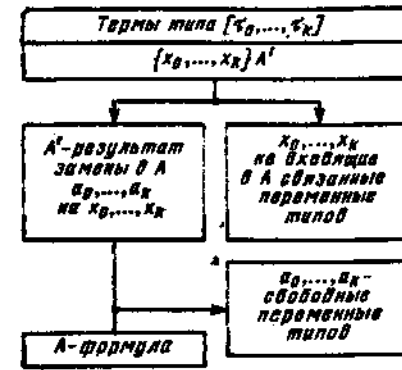 Термы типа [τ₀,...,τₖ]
{x₀,...,xₖ} A'
A'-результат
замены в A
a₀,...,aₖ
на x₀,...,xₖ
x₀,...,xₖ
не входящие
в A связанные
переменные
типов
a₀,...,aₖ-
свободные
переменные
типов
A-формула